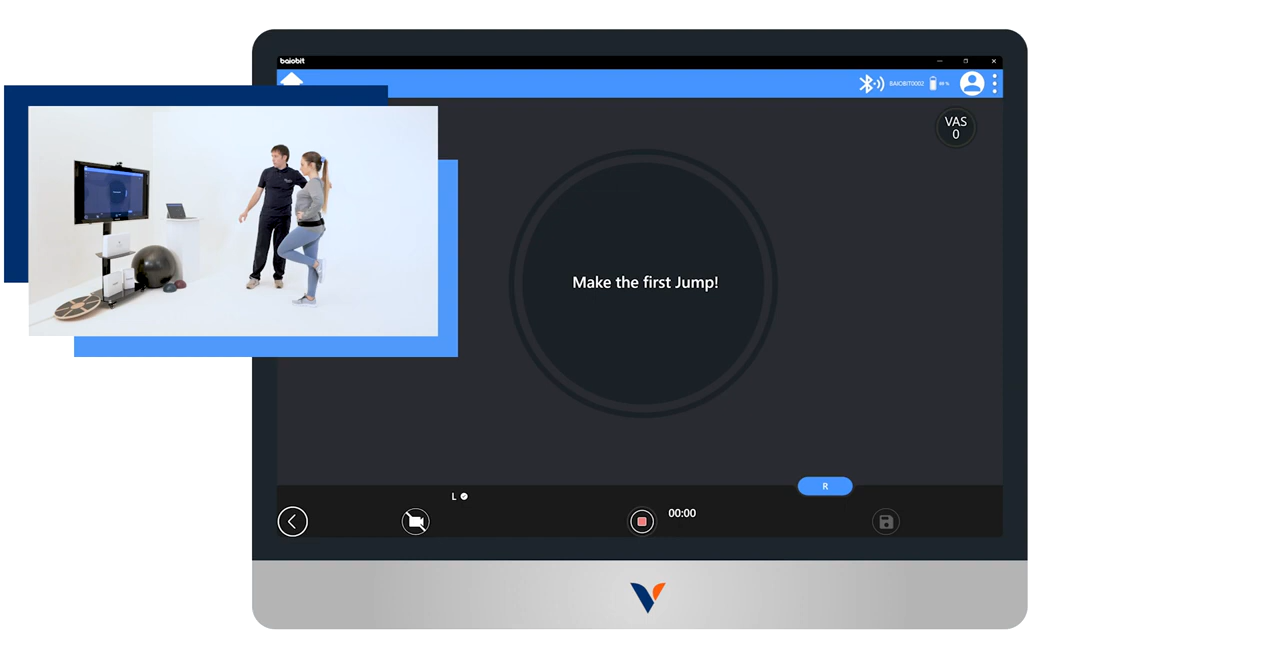 baiobit
BAIOBIT0002
VAS
0
Make the first Jump!
R
L
00:00